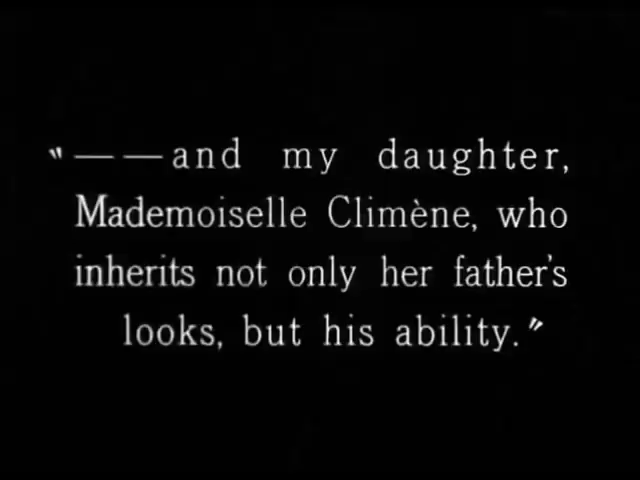 "——and my daughter,
Mademoiselle Climène, who
inherits not only her father's
looks, but his ability."